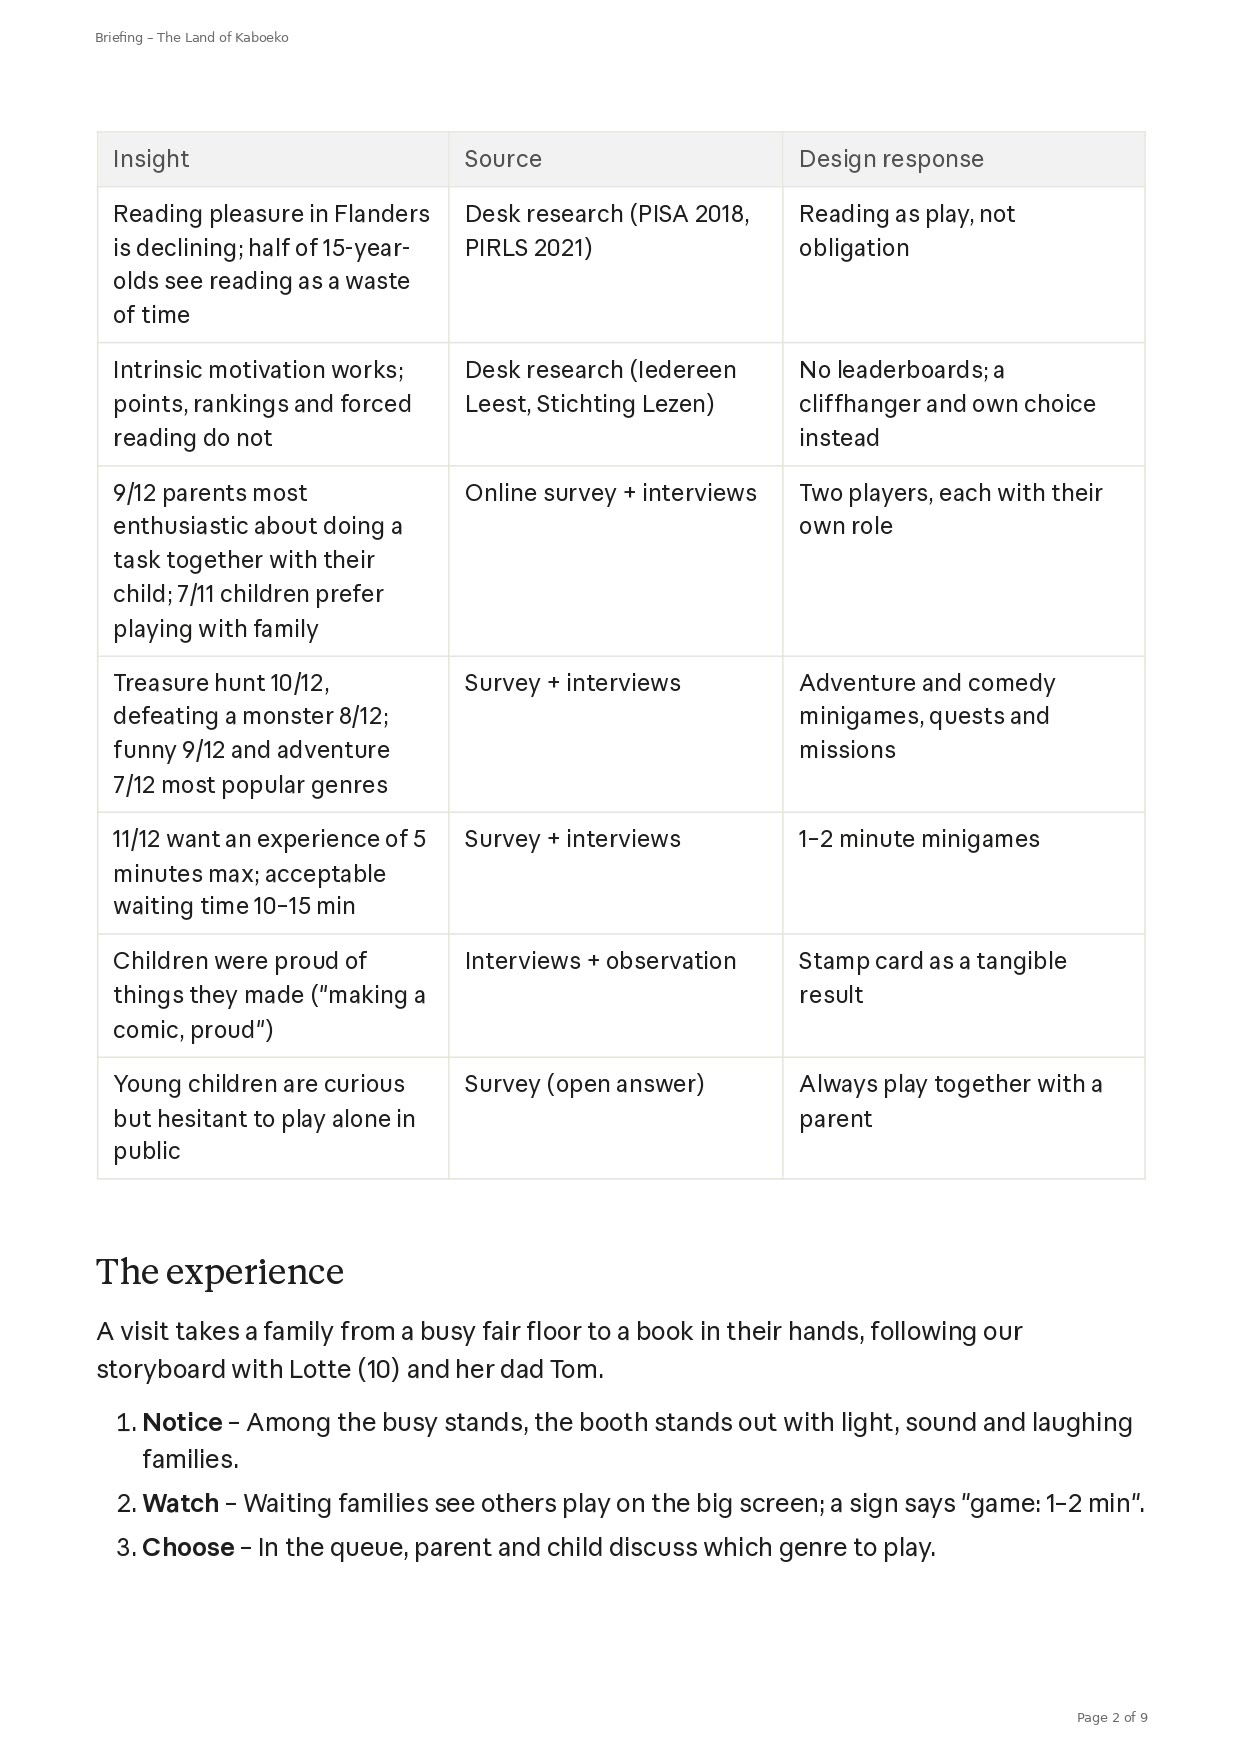 Briefing – The Land of Kaboeko
Insight
Source
Design response
Reading pleasure in Flanders
is declining; half of 15-year-
olds see reading as a waste
of time
Desk research (PISA 2018,
PIRLS 2021)
Reading as play, not
obligation
Intrinsic motivation works;
points, rankings and forced
reading do not
Desk research (Iedereen
Leest, Stichting Lezen)
No leaderboards; a
cliffhanger and own choice
instead
9/12 parents most
enthusiastic about doing a
task together with their
child; 7/11 children prefer
playing with family
Online survey + interviews
Two players, each with their
own role
Treasure hunt 10/12,
defeating a monster 8/12;
funny 9/12 and adventure
7/12 most popular genres
Survey + interviews
Adventure and comedy
minigames, quests and
missions
11/12 want an experience of 5
minutes max; acceptable
waiting time 10–15 min
Survey + interviews
1–2 minute minigames
Children were proud of
things they made ("making a
comic, proud")
Interviews + observation
Stamp card as a tangible
result
Young children are curious
but hesitant to play alone in
public
Survey (open answer)
Always play together with a
parent
The experience
A visit takes a family from a busy fair floor to a book in their hands, following our
storyboard with Lotte (10) and her dad Tom.
1. Notice – Among the busy stands, the booth stands out with light, sound and laughing
families.
2. Watch – Waiting families see others play on the big screen; a sign says "game: 1–2 min".
3. Choose – In the queue, parent and child discuss which genre to play.
Page 2 of 9